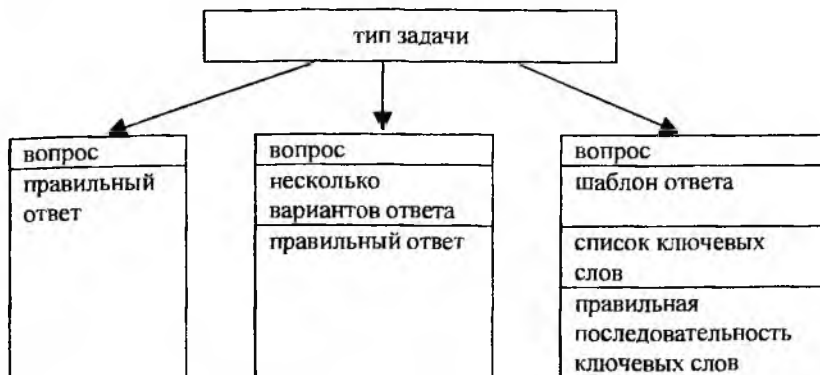 тип задачи
вопрос
правильный
ответ
вопрос
несколько
вариантов ответа
правильный ответ
вопрос
шаблон ответа
список ключевых
слов
правильная
последовательность
ключевых слов